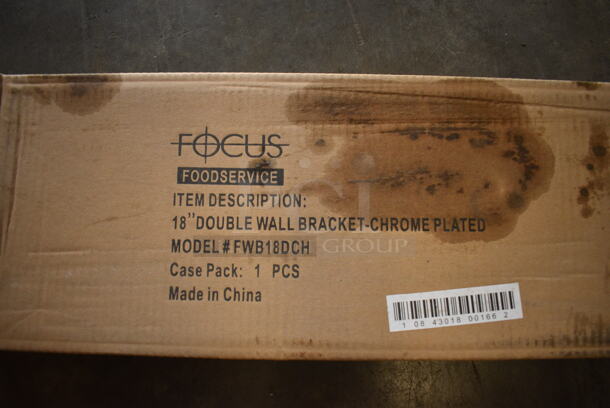 FOCUS
FOODSERVICE
ITEM DESCRIPTION:
18" DOUBLE WALL BRACKET-CHROME PLATED
MODEL # FWB18DCH
GROUP
Case Pack: 1 PCS
Made in China
1 08 43018 00166 2